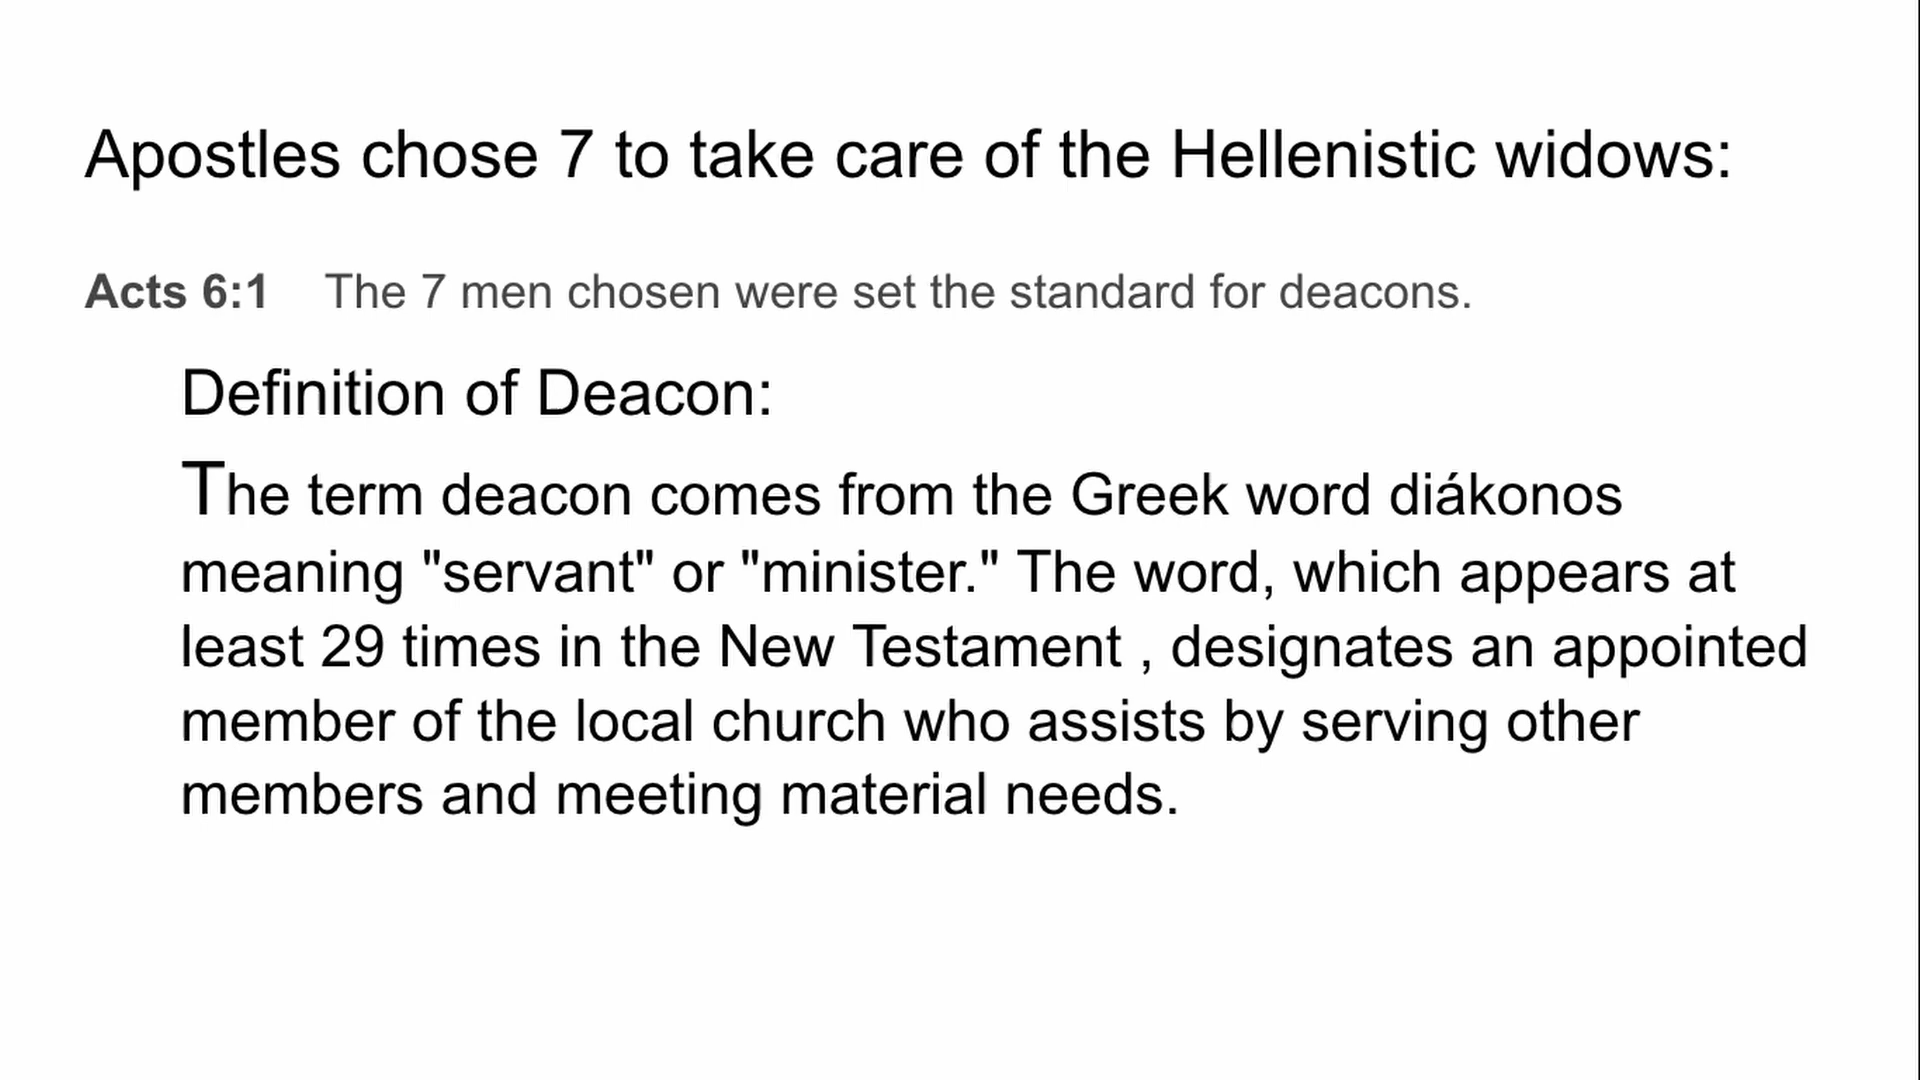 Apostles chose 7 to take care of the Hellenistic widows:
Acts 6:1 The 7 men chosen were set the standard for deacons.
Definition of Deacon:
The term deacon comes from the Greek word diákonos
meaning "servant" or "minister." The word, which appears at
least 29 times in the New Testament , designates an appointed
member of the local church who assists by serving other
members and meeting material needs.